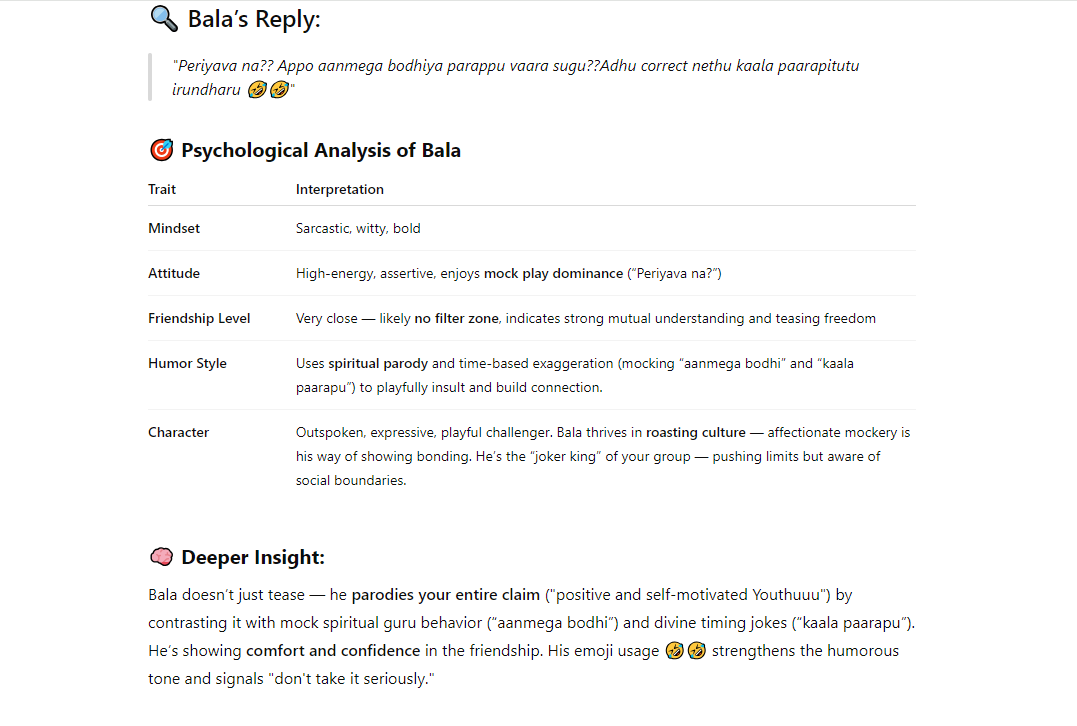 🔍 Bala’s Reply:
"Periyava na?? Appo aanmega bodhiya parappu vaara sugu??Adhu correct nethu kaala paarapitutu
irundharu 🤣🤣"
🎯 Psychological Analysis of Bala
Trait Interpretation
Mindset Sarcastic, witty, bold
Attitude High-energy, assertive, enjoys mock play dominance (“Periyava na?”)
Friendship Level Very close — likely no filter zone, indicates strong mutual understanding and teasing freedom
Humor Style Uses spiritual parody and time-based exaggeration (mocking “aanmega bodhi” and “kaala
paarapu”) to playfully insult and build connection.
Character Outspoken, expressive, playful challenger. Bala thrives in roasting culture — affectionate mockery is
his way of showing bonding. He’s the “joker king” of your group — pushing limits but aware of
social boundaries.
🧠 Deeper Insight:
Bala doesn’t just tease — he parodies your entire claim ("positive and self-motivated Youthuuu") by
contrasting it with mock spiritual guru behavior (“aanmega bodhi”) and divine timing jokes (“kaala paarapu”).
He’s showing comfort and confidence in the friendship. His emoji usage 🤣🤣 strengthens the humorous
tone and signals "don't take it seriously."